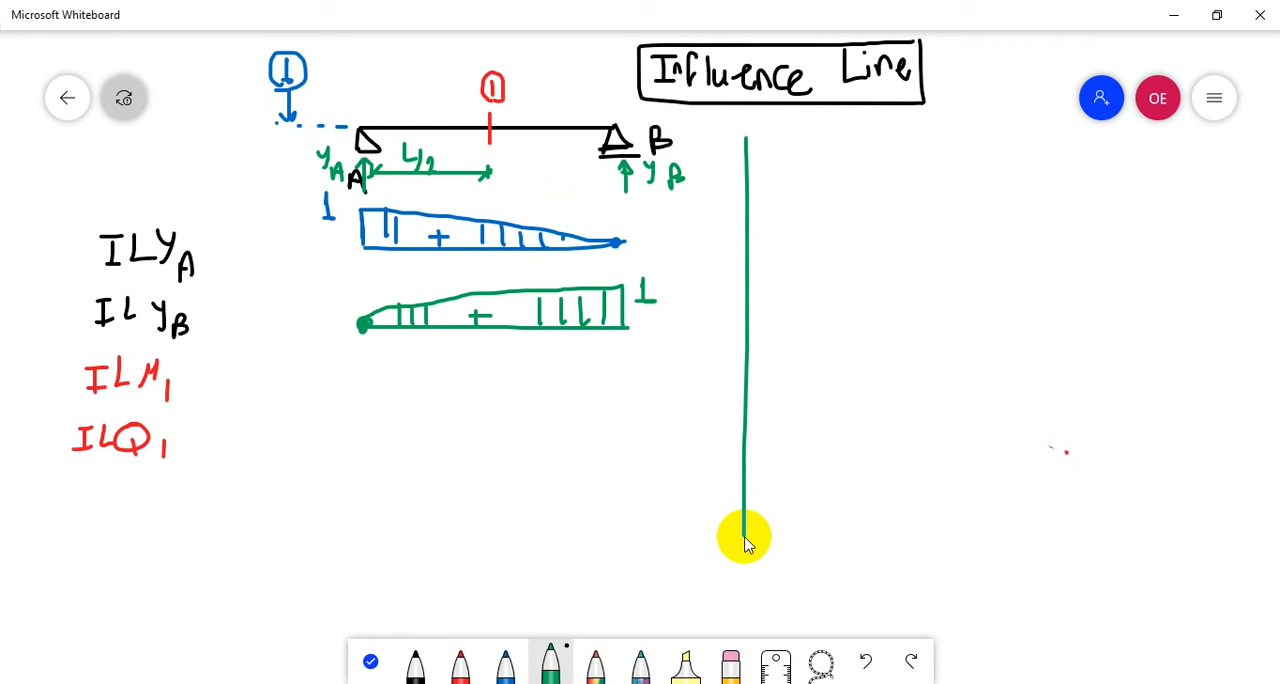 Microsoft Whiteboard
Influence Line
1
1
OE
A
B
yA
L/2
yB
1
ILYA
ILYB
1
ILM1
ILQ1